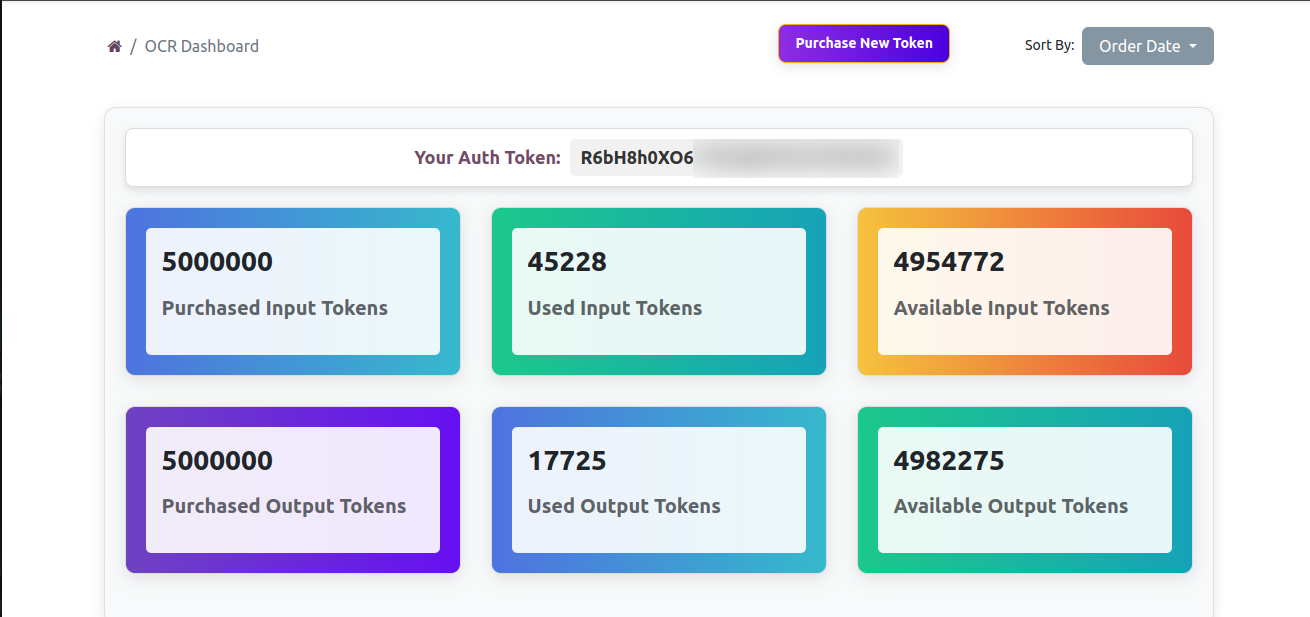 / OCR Dashboard
Purchase New Token
Sort By: Order Date
Your Auth Token: R6bH8h0XO6
5000000
Purchased Input Tokens
45228
Used Input Tokens
4954772
Available Input Tokens
5000000
Purchased Output Tokens
17725
Used Output Tokens
4982275
Available Output Tokens